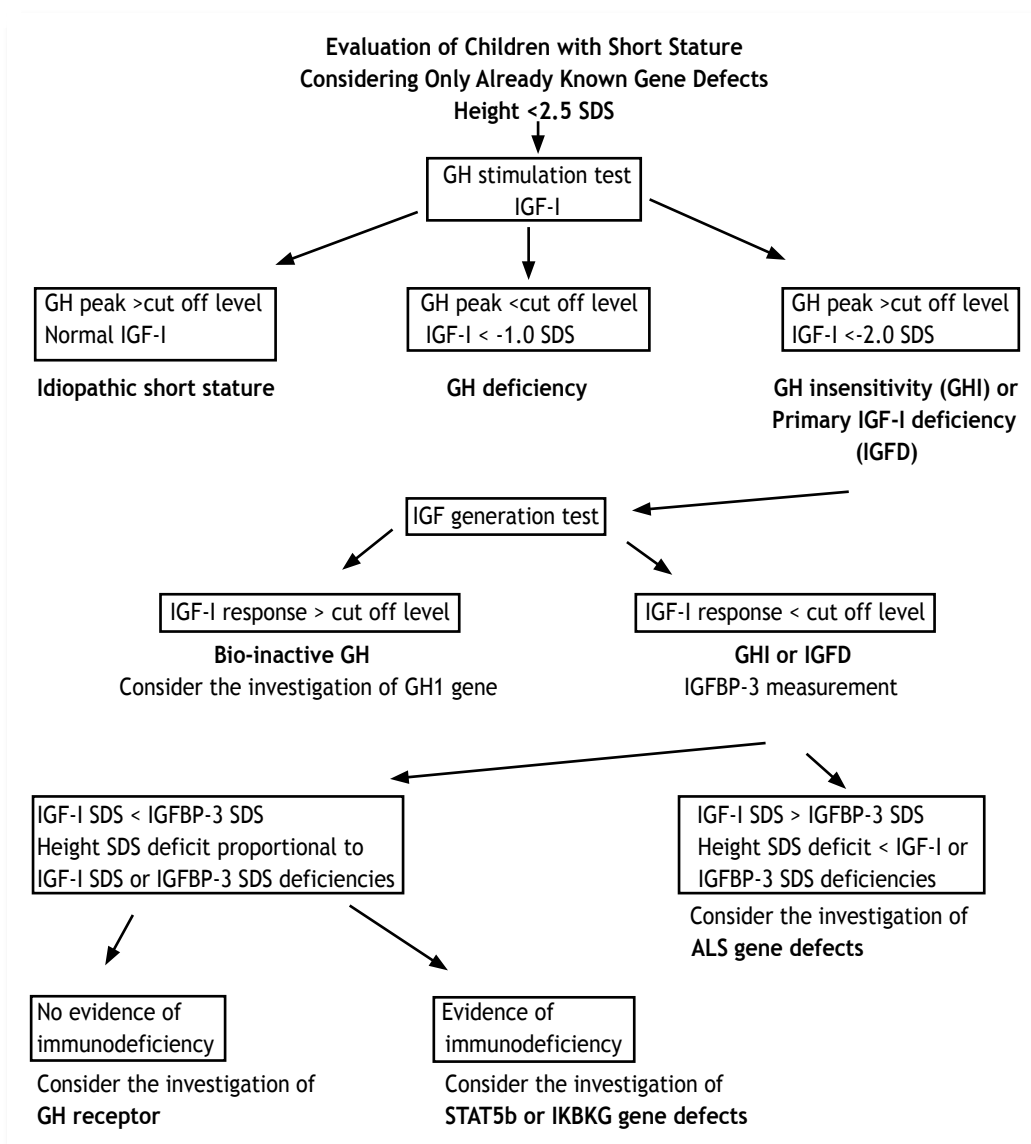 Evaluation of Children with Short Stature
Considering Only Already Known Gene Defects
Height <2.5 SDS
GH stimulation test
IGF-I
GH peak >cut off level
Normal IGF-I
Idiopathic short stature
GH peak <cut off level
IGF-I < -1.0 SDS
GH deficiency
GH peak >cut off level
IGF-I <-2.0 SDS
GH insensitivity (GHI) or
Primary IGF-I deficiency
(IGFD)
IGF generation test
IGF-I response > cut off level
Bio-inactive GH
Consider the investigation of GH1 gene
IGF-I response < cut off level
GHI or IGFD
IGFBP-3 measurement
IGF-I SDS < IGFBP-3 SDS
Height SDS deficit proportional to
IGF-I SDS or IGFBP-3 SDS deficiencies
IGF-I SDS > IGFBP-3 SDS
Height SDS deficit < IGF-I or
IGFBP-3 SDS deficiencies
Consider the investigation of
ALS gene defects
No evidence of
immunodeficiency
Consider the investigation of
GH receptor
Evidence of
immunodeficiency
Consider the investigation of
STAT5b or IKBKG gene defects